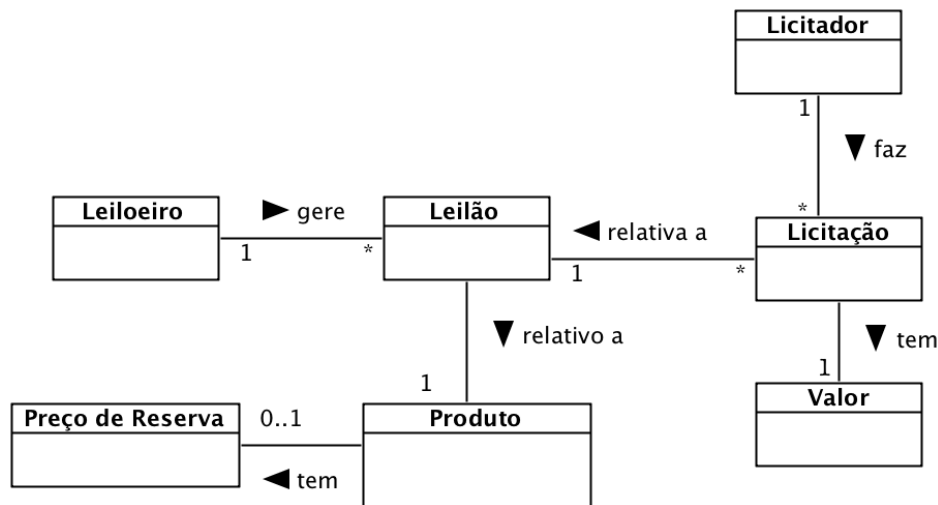 Licitador
1
faz
*
Leiloeiro
gere
Leilão
relativa a
Licitação
1
*
1
*
relativo a
tem
1
1
Valor
Preço de Reserva
0..1
Produto
tem